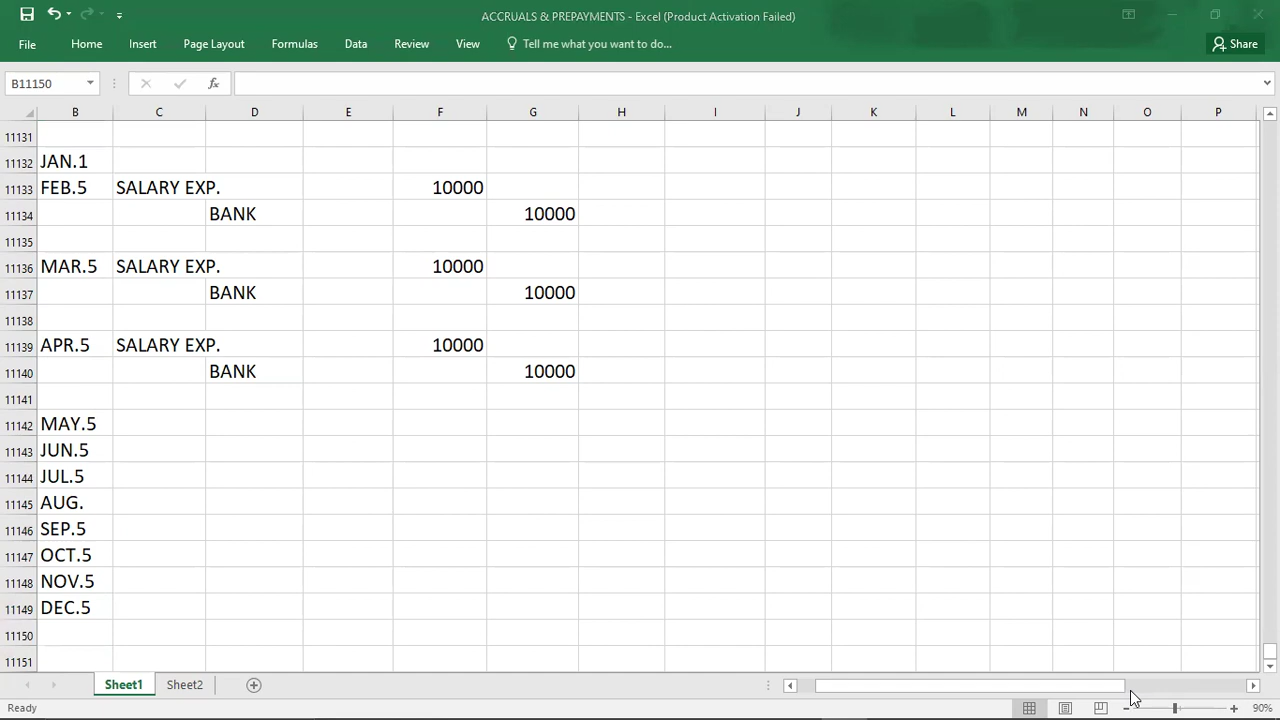 ACCRUALS & PREPAYMENTS - Excel (Product Activation Failed)
File Home Insert Page Layout Formulas Data Review View Tell me what you want to do... Share
B11150 fx
B C D E F G H I J K L M N O P
11131
11132 JAN.1
11133 FEB.5 SALARY EXP. 10000
11134 BANK 10000
11135
11136 MAR.5 SALARY EXP. 10000
11137 BANK 10000
11138
11139 APR.5 SALARY EXP. 10000
11140 BANK 10000
11141
11142 MAY.5
11143 JUN.5
11144 JUL.5
11145 AUG.
11146 SEP.5
11147 OCT.5
11148 NOV.5
11149 DEC.5
11150
11151
Sheet1 Sheet2
Ready 90%